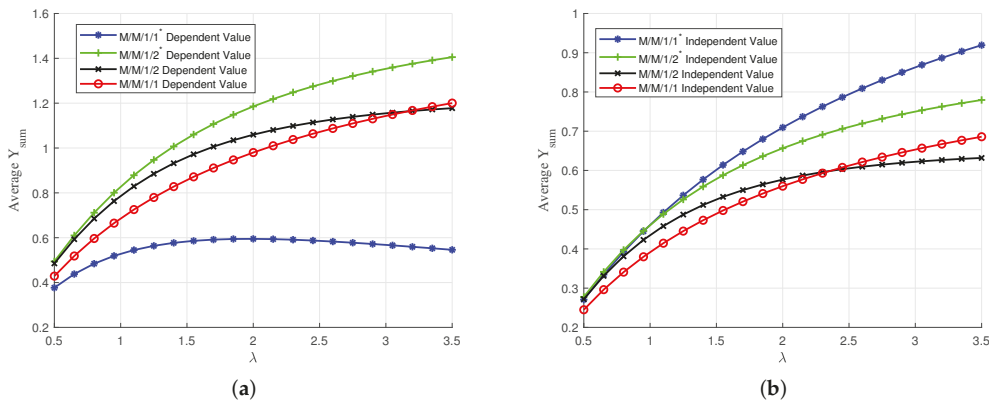 M/M/1/1* Dependent Value
M/M/1/2* Dependent Value
M/M/1/2 Dependent Value
M/M/1/1 Dependent Value
Average Y_sum
1.6
1.4
1.2
1
0.8
0.6
0.4
0.2
0.5 1 1.5 2 2.5 3 3.5
λ
(a)
M/M/1/1* Independent Value
M/M/1/2* Independent Value
M/M/1/2 Independent Value
M/M/1/1 Independent Value
Average Y_sum
1
0.9
0.8
0.7
0.6
0.5
0.4
0.3
0.2
0.5 1 1.5 2 2.5 3 3.5
λ
(b)